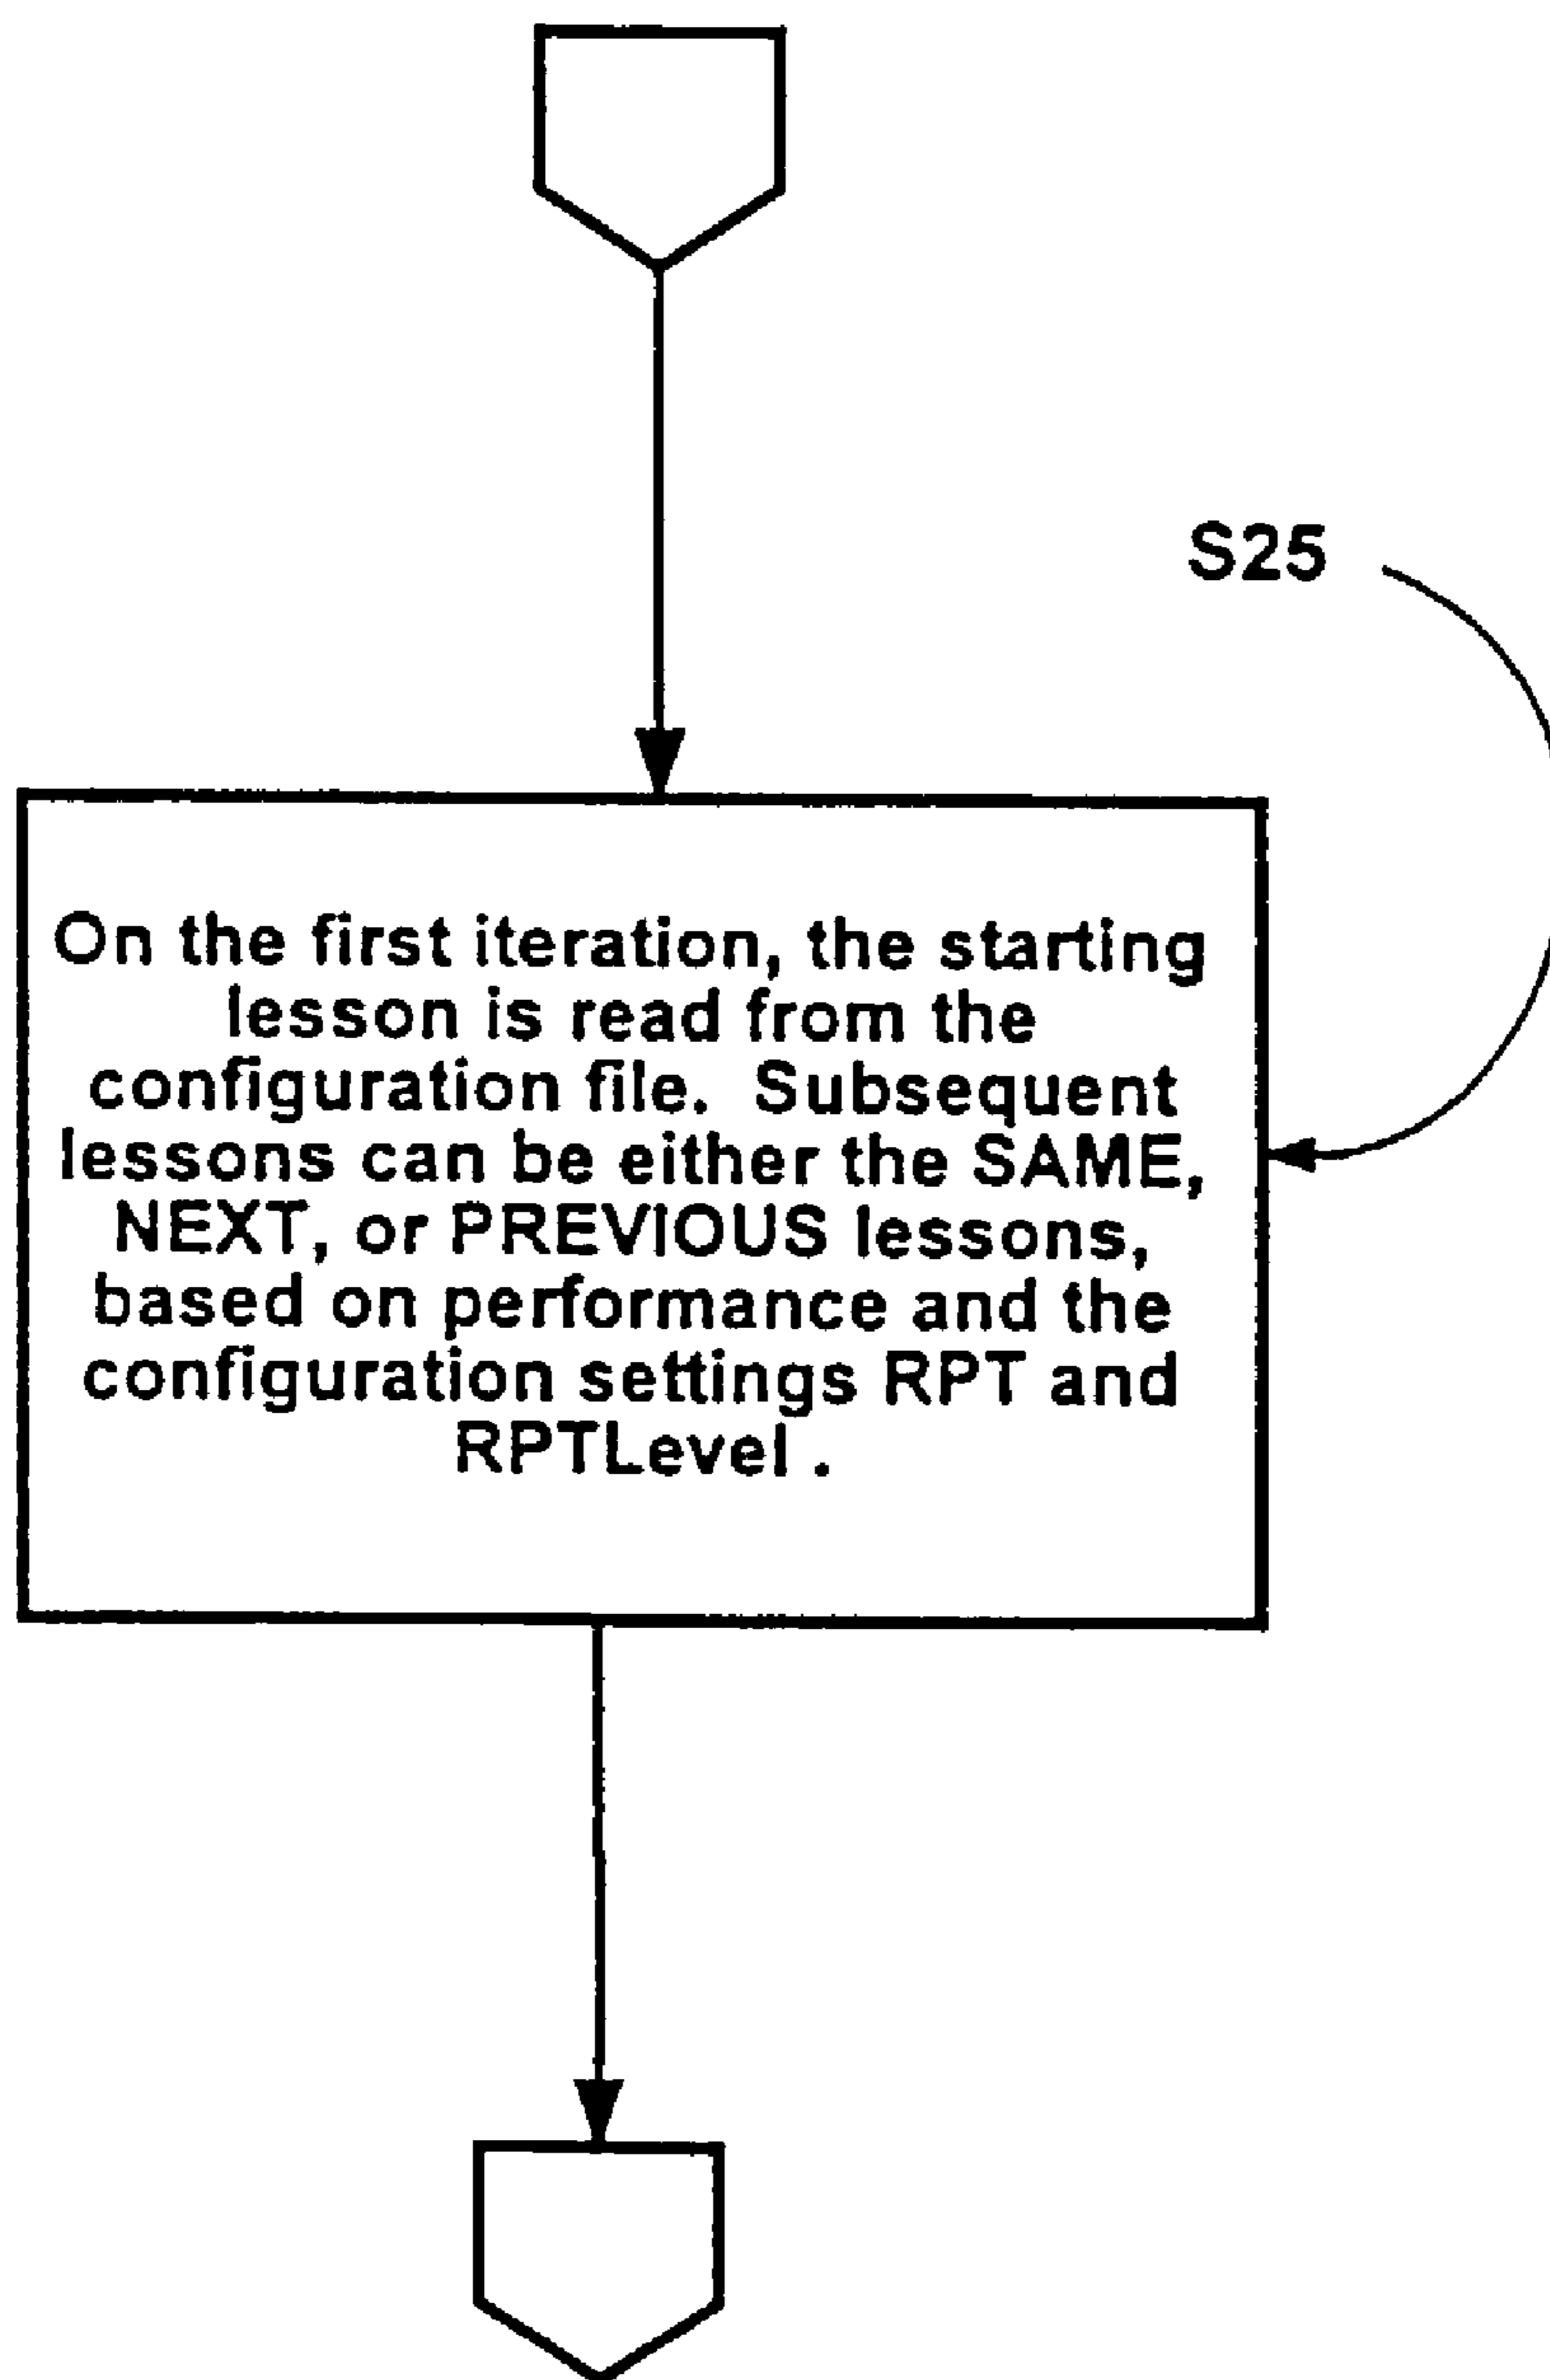 S25
On the first iteration, the starting
lesson is read from the
configuration file. Subsequent
lessons can be either the SAME,
NEXT, or PREVIOUS lessons,
based on performance and the
configuration settings RPT and
RPTLevel .